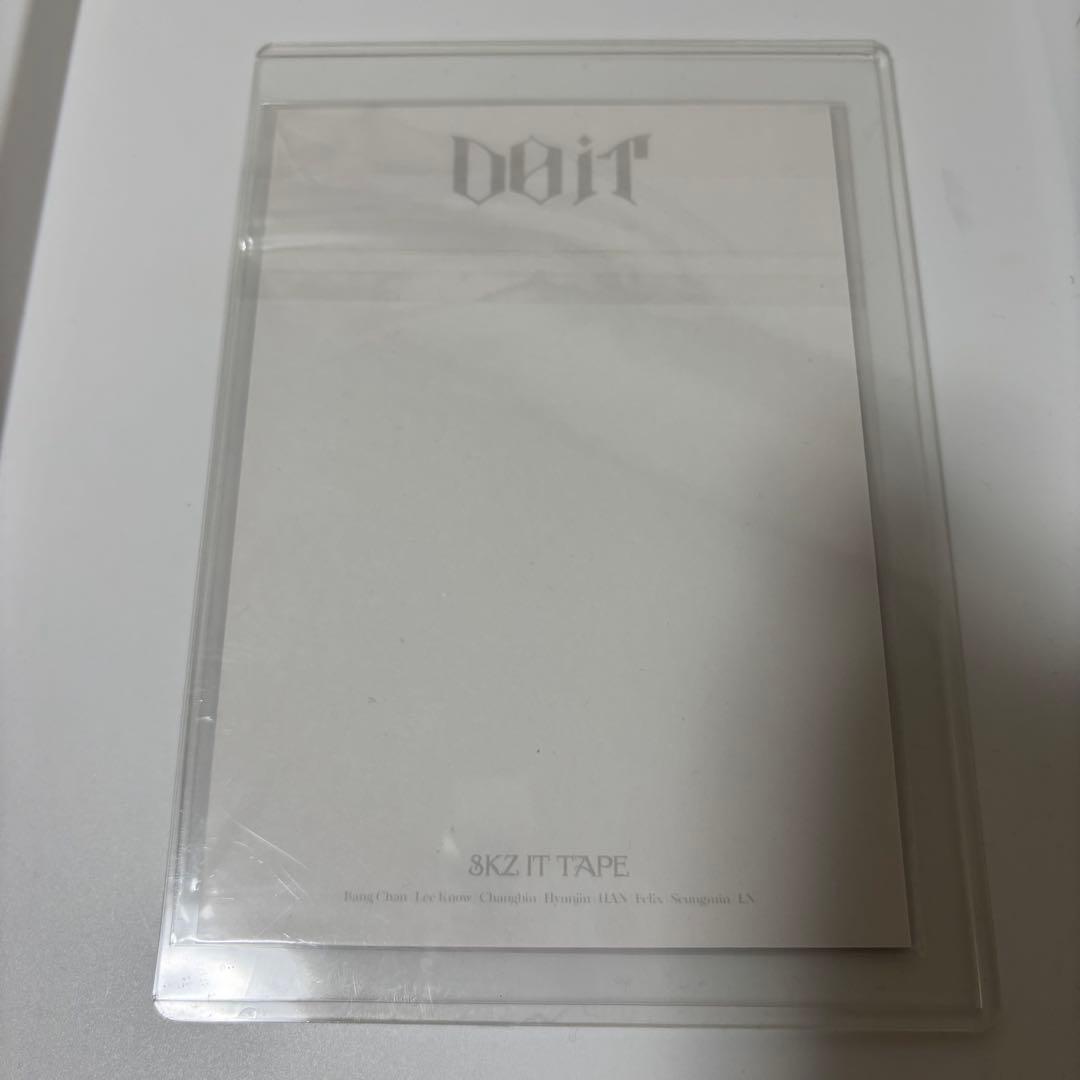 DO iT
SKZ IT TAPE
Bang Chan Lee Know Changbin Hyunjin HAN Felix Seungmin I.N